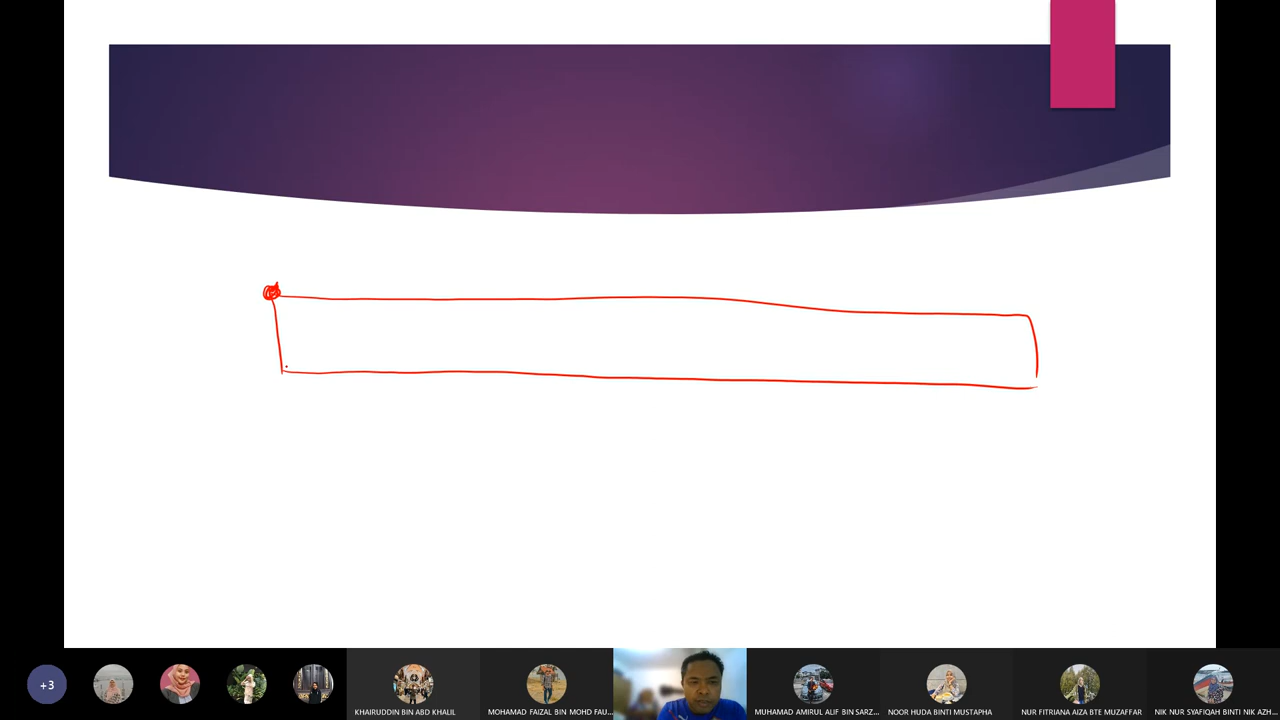 +3
KHAIRUDDIN BIN ABD KHALIL
MOHAMAD FAIZAL BIN MOHD FAU...
MUHAMAD AMIRUL ALIF BIN SARZ...
NOOR HUDA BINTI MUSTAPHA
NUR FITRIANA AIZA BTE MUZAFFAR
NIK NUR SYAFIQAH BINTI NIK AZH...